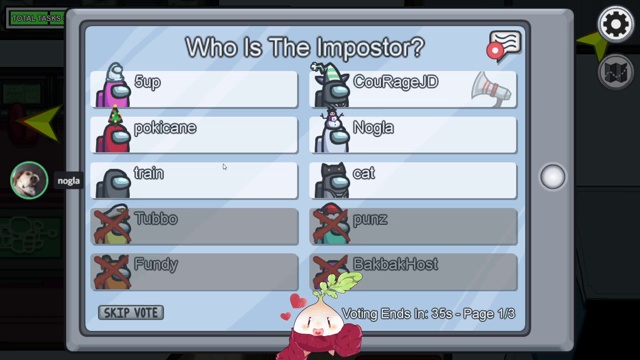 TOTAL TASKS
Who Is The Impostor?
5up
CouRageJD
pokicane
Nogla
train
cat
nogla
Tubbo
punz
Fundy
BakbakHost
SKIP VOTE
Voting Ends In: 35s - Page 1/3